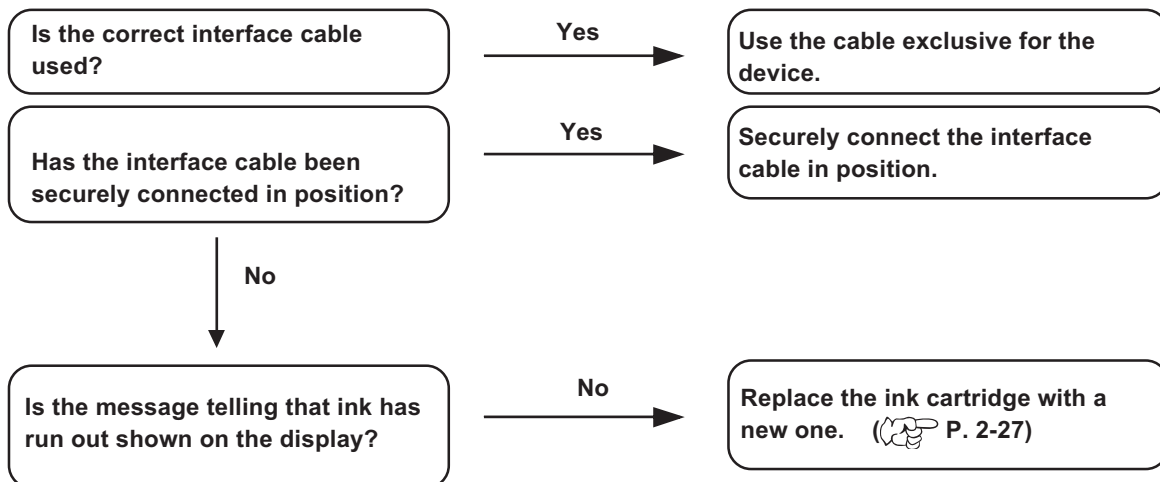 Is the correct interface cable
used?
Yes
Use the cable exclusive for the
device.
Has the interface cable been
securely connected in position?
Yes
Securely connect the interface
cable in position.
No
Is the message telling that ink has
run out shown on the display?
No
Replace the ink cartridge with a
new one. ( P. 2-27)